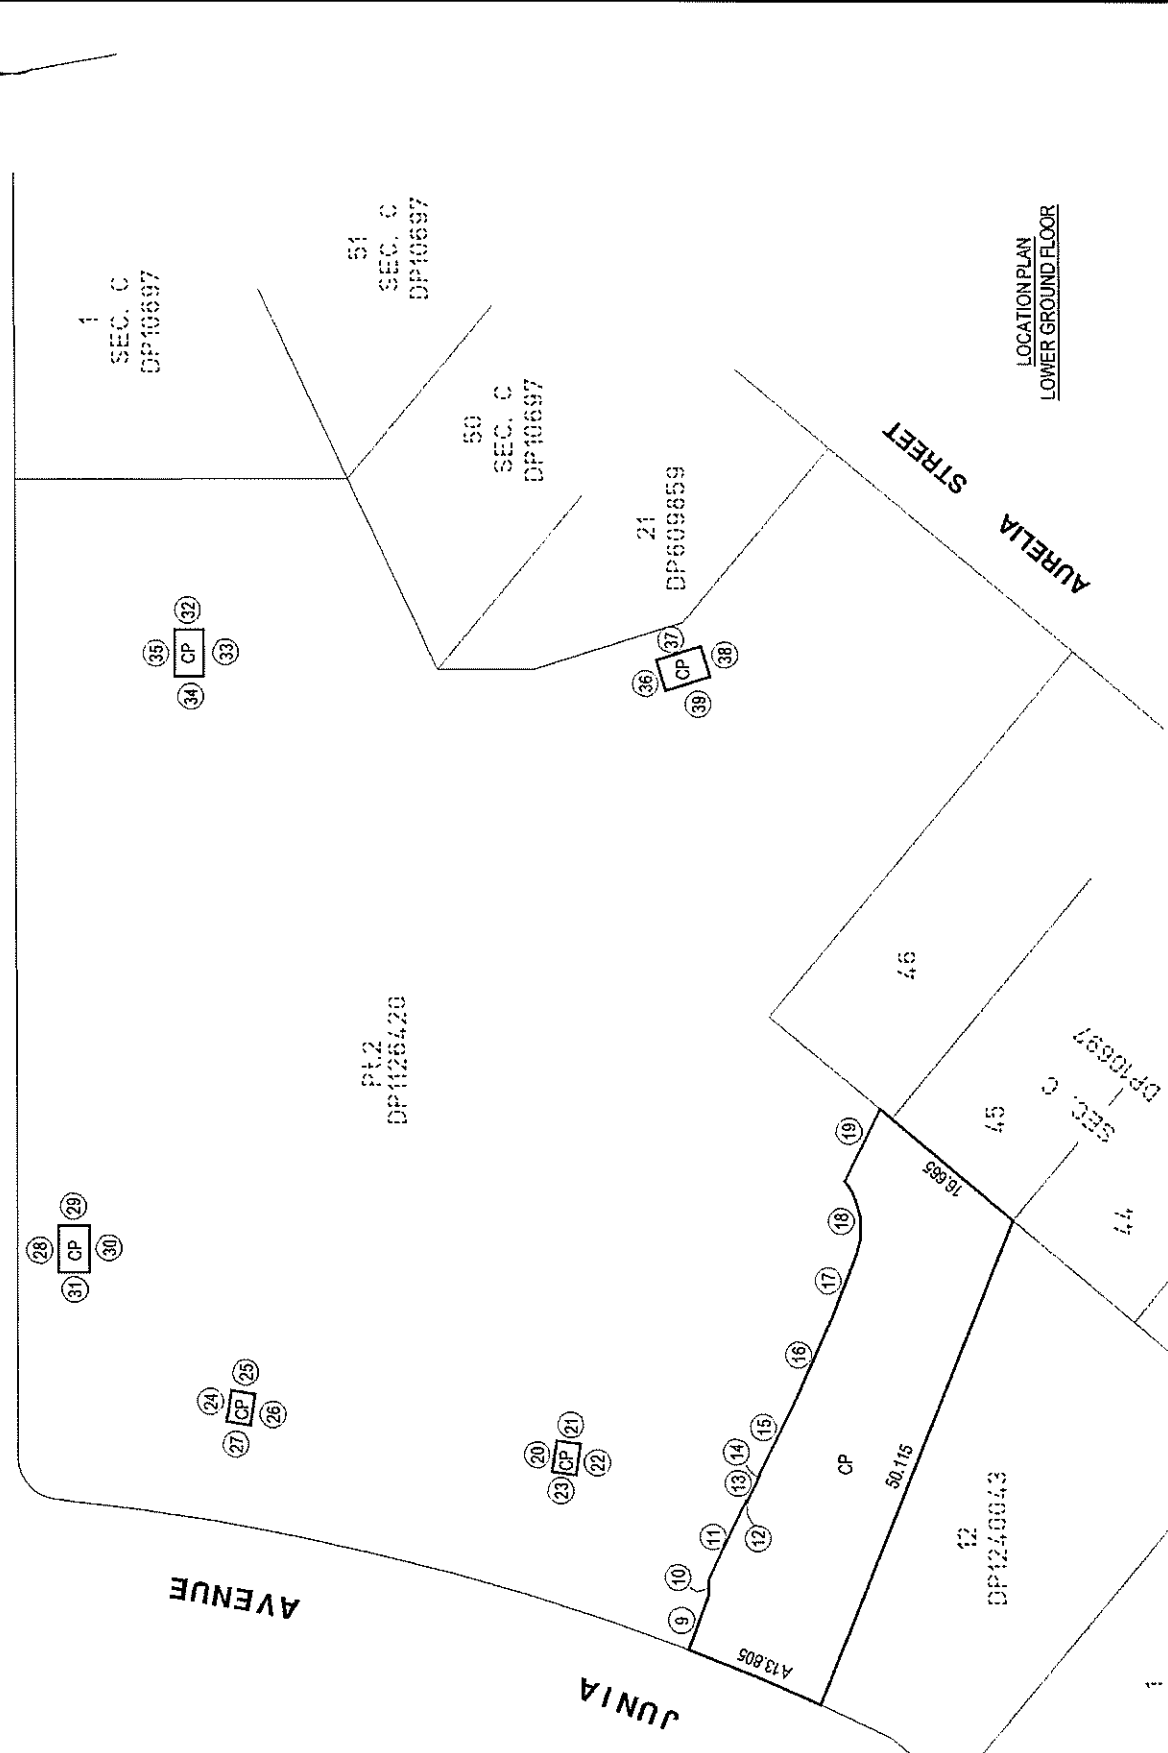 1
SEC. C
DP10697
51
SEC. C
DP10697
50
SEC. C
DP10697
21
DP609859
LOCATION PLAN
LOWER GROUND FLOOR
AURELIA STREET
35
34
CP
32
33
36
37
CP
39
38
Pt.2
DP1126420
28
31
CP
29
30
24
27
CP
25
26
20
23
CP
21
22
46
45
SEC. C
DP10697
44
9
10
11
12
13
14
15
16
17
18
19
16.665
CP
50.115
A13.805
12
DP1240043
JUNIA AVENUE
1